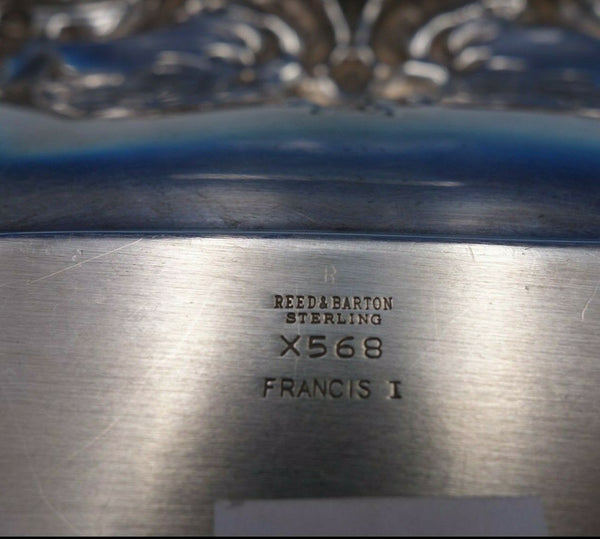 R
REED & BARTON
STERLING
X568
FRANCIS I